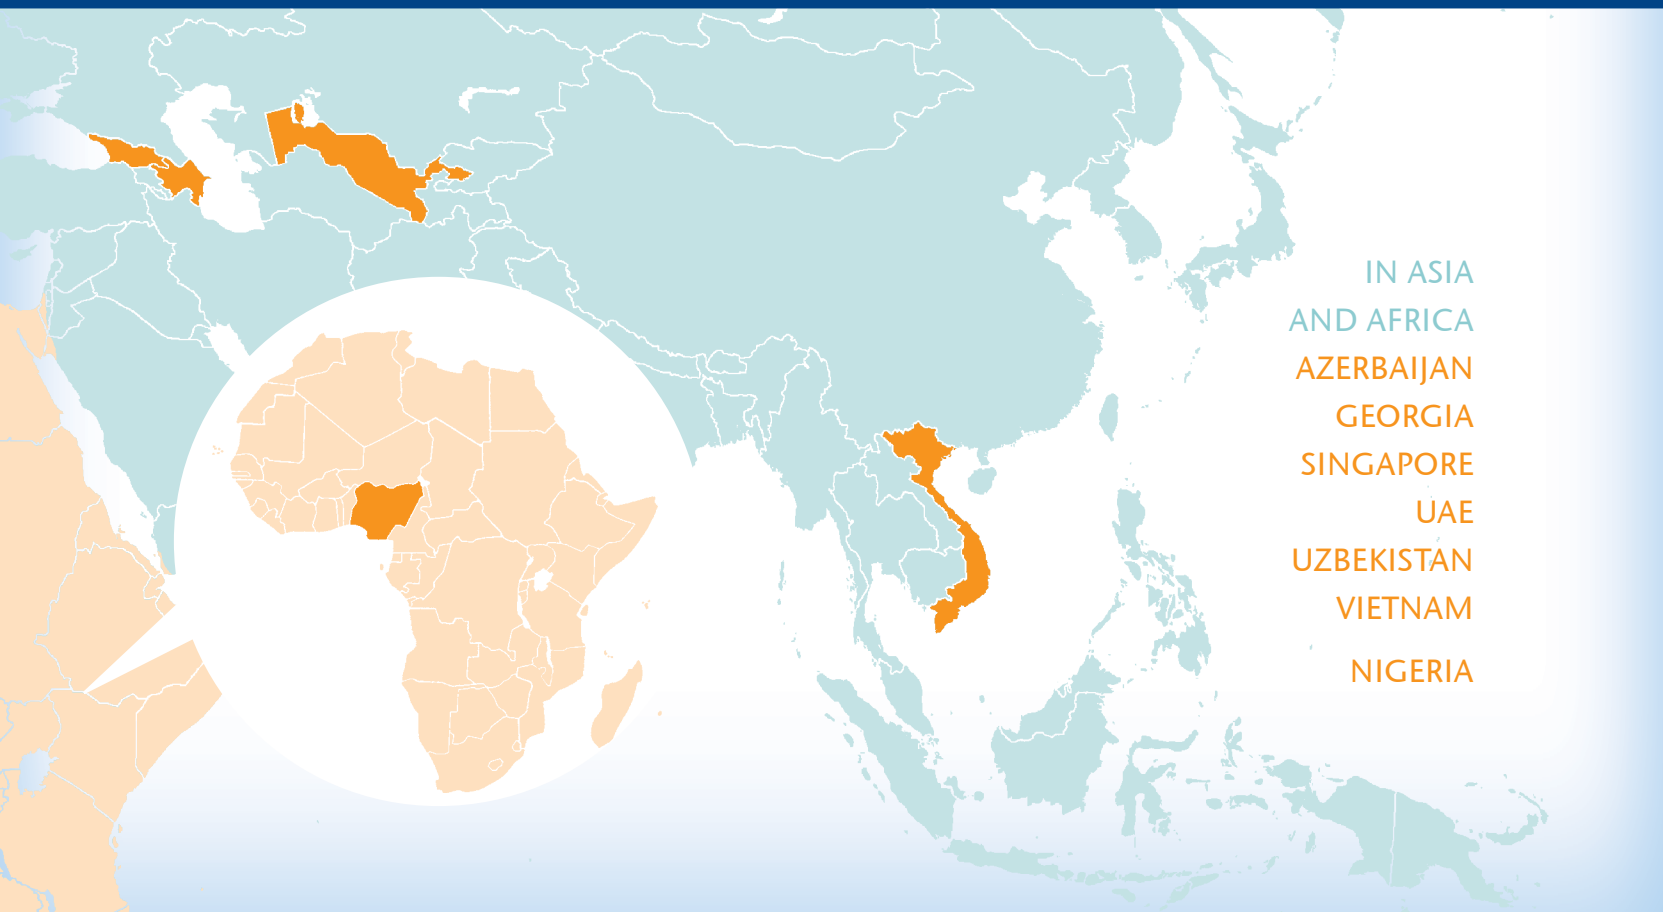 IN ASIA
AND AFRICA
AZERBAIJAN
GEORGIA
SINGAPORE
UAE
UZBEKISTAN
VIETNAM
NIGERIA